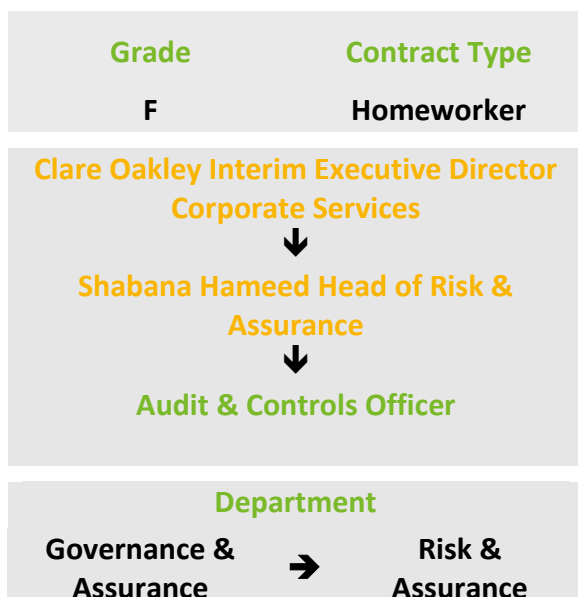 Grade Contract Type
F Homeworker
Clare Oakley Interim Executive Director
Corporate Services
Shabana Hameed Head of Risk &
Assurance
Audit & Controls Officer
Department
Governance & Risk &
Assurance Assurance